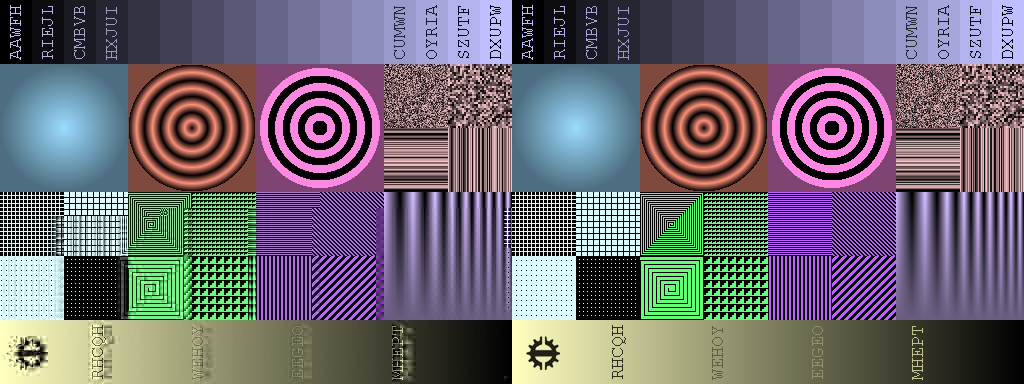 AAWFH
RIEJL
CMBVB
HXJUI
CUMWN
OYRIA
SZUTF
DXUPW
AAWFH
RIEJL
CMBVB
HXJUI
CUMWN
OYRIA
SZUTF
DXUPW
RHCQH
WEHOY
EEGEO
MHEPT
RHCQH
WEHOY
EEGEO
MHEPT